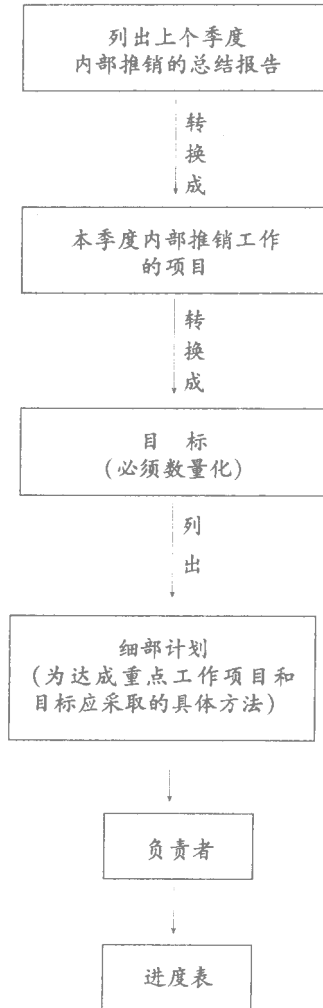 列出上个季度
内部推销的总结报告
转
换
成
本季度内部推销工作
的项目
转
换
成
目 标
(必须数量化)
列
出
细部计划
(为达成重点工作项目和
目标应采取的具体方法)
负责者
进度表